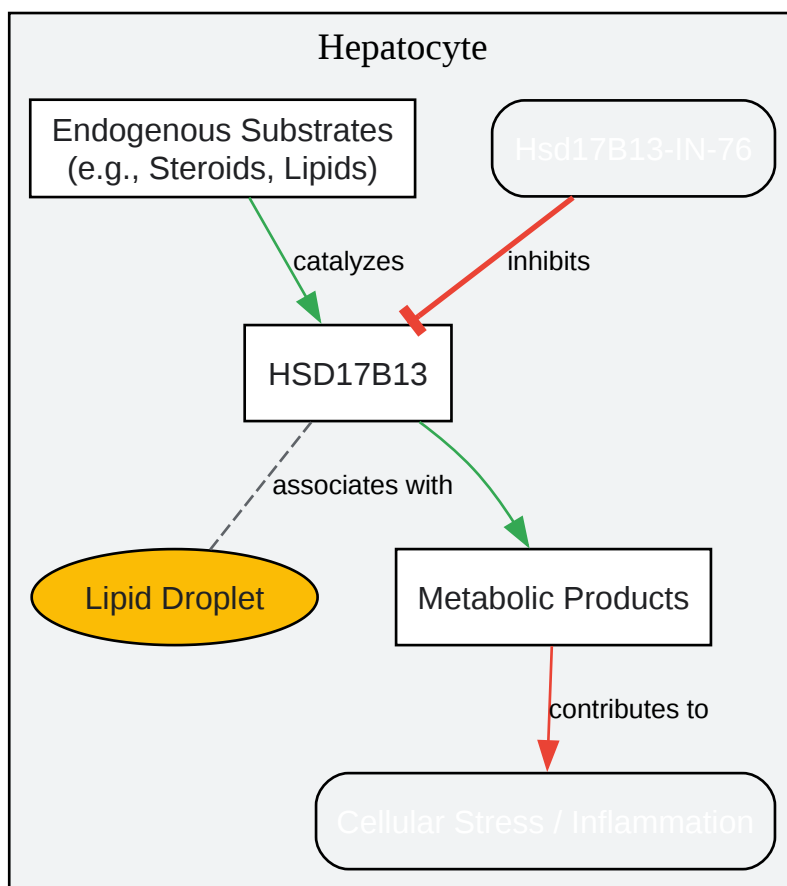 Hepatocyte
Endogenous Substrates
(e.g., Steroids, Lipids)
Hsd17B13-IN-76
catalyzes
inhibits
HSD17B13
associates with
Lipid Droplet
Metabolic Products
contributes to
Cellular Stress / Inflammation